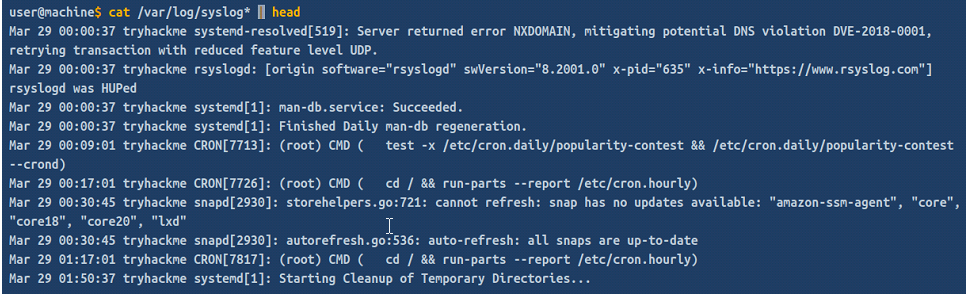 user@machine$ cat /var/log/syslog* | head
Mar 29 00:00:37 tryhackme systemd-resolved[519]: Server returned error NXDOMAIN, mitigating potential DNS violation DVE-2018-0001,
retrying transaction with reduced feature level UDP.
Mar 29 00:00:37 tryhackme rsyslogd: [origin software="rsyslogd" swVersion="8.2001.0" x-pid="635" x-info="https://www.rsyslog.com"]
rsyslogd was HUPed
Mar 29 00:00:37 tryhackme systemd[1]: man-db.service: Succeeded.
Mar 29 00:00:37 tryhackme systemd[1]: Finished Daily man-db regeneration.
Mar 29 00:09:01 tryhackme CRON[7713]: (root) CMD (   test -x /etc/cron.daily/popularity-contest && /etc/cron.daily/popularity-contest
--crond)
Mar 29 00:17:01 tryhackme CRON[7726]: (root) CMD (   cd / && run-parts --report /etc/cron.hourly)
Mar 29 00:30:45 tryhackme snapd[2930]: storehelpers.go:721: cannot refresh: snap has no updates available: "amazon-ssm-agent", "core",
"core18", "core20", "lxd"
Mar 29 00:30:45 tryhackme snapd[2930]: autorefresh.go:536: auto-refresh: all snaps are up-to-date
Mar 29 01:17:01 tryhackme CRON[7817]: (root) CMD (   cd / && run-parts --report /etc/cron.hourly)
Mar 29 01:50:37 tryhackme systemd[1]: Starting Cleanup of Temporary Directories...